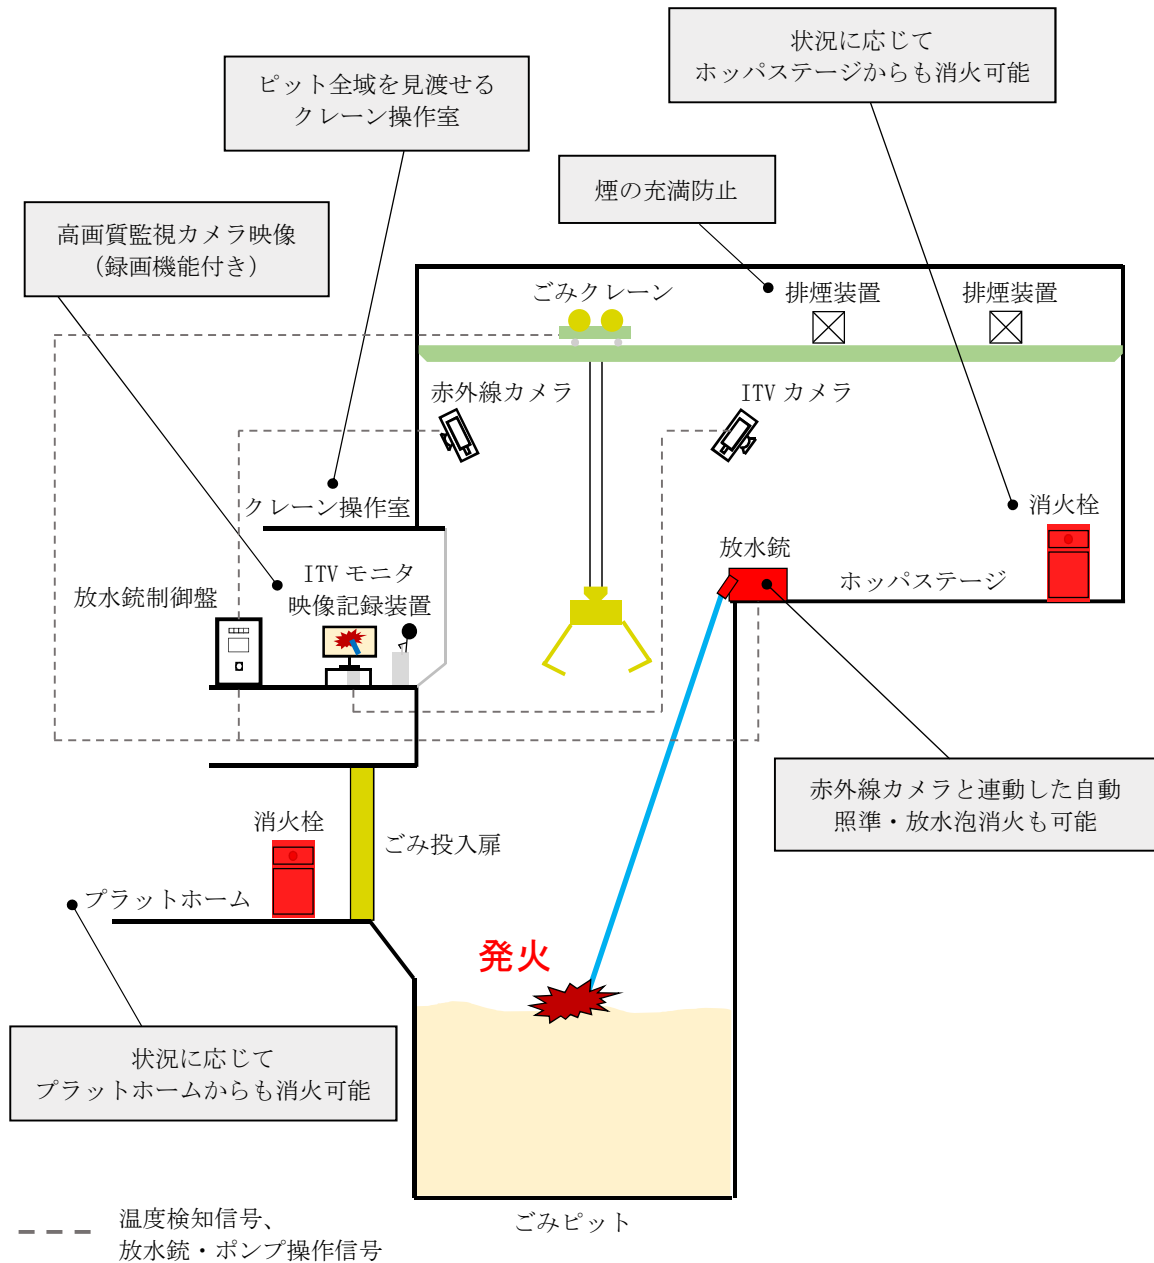 状況に応じて
ホッパステージからも消火可能
ピット全域を見渡せる
クレーン操作室
煙の充満防止
高画質監視カメラ映像
（録画機能付き）
ごみクレーン
排煙装置
排煙装置
赤外線カメラ
ITV カメラ
クレーン操作室
消火栓
放水銃
ホッパステージ
ITV モニタ
映像記録装置
放水銃制御盤
赤外線カメラと連動した自動
照準・放水泡消火も可能
消火栓
ごみ投入扉
プラットホーム
発火
状況に応じて
プラットホームからも消火可能
ごみピット
温度検知信号、
放水銃・ポンプ操作信号